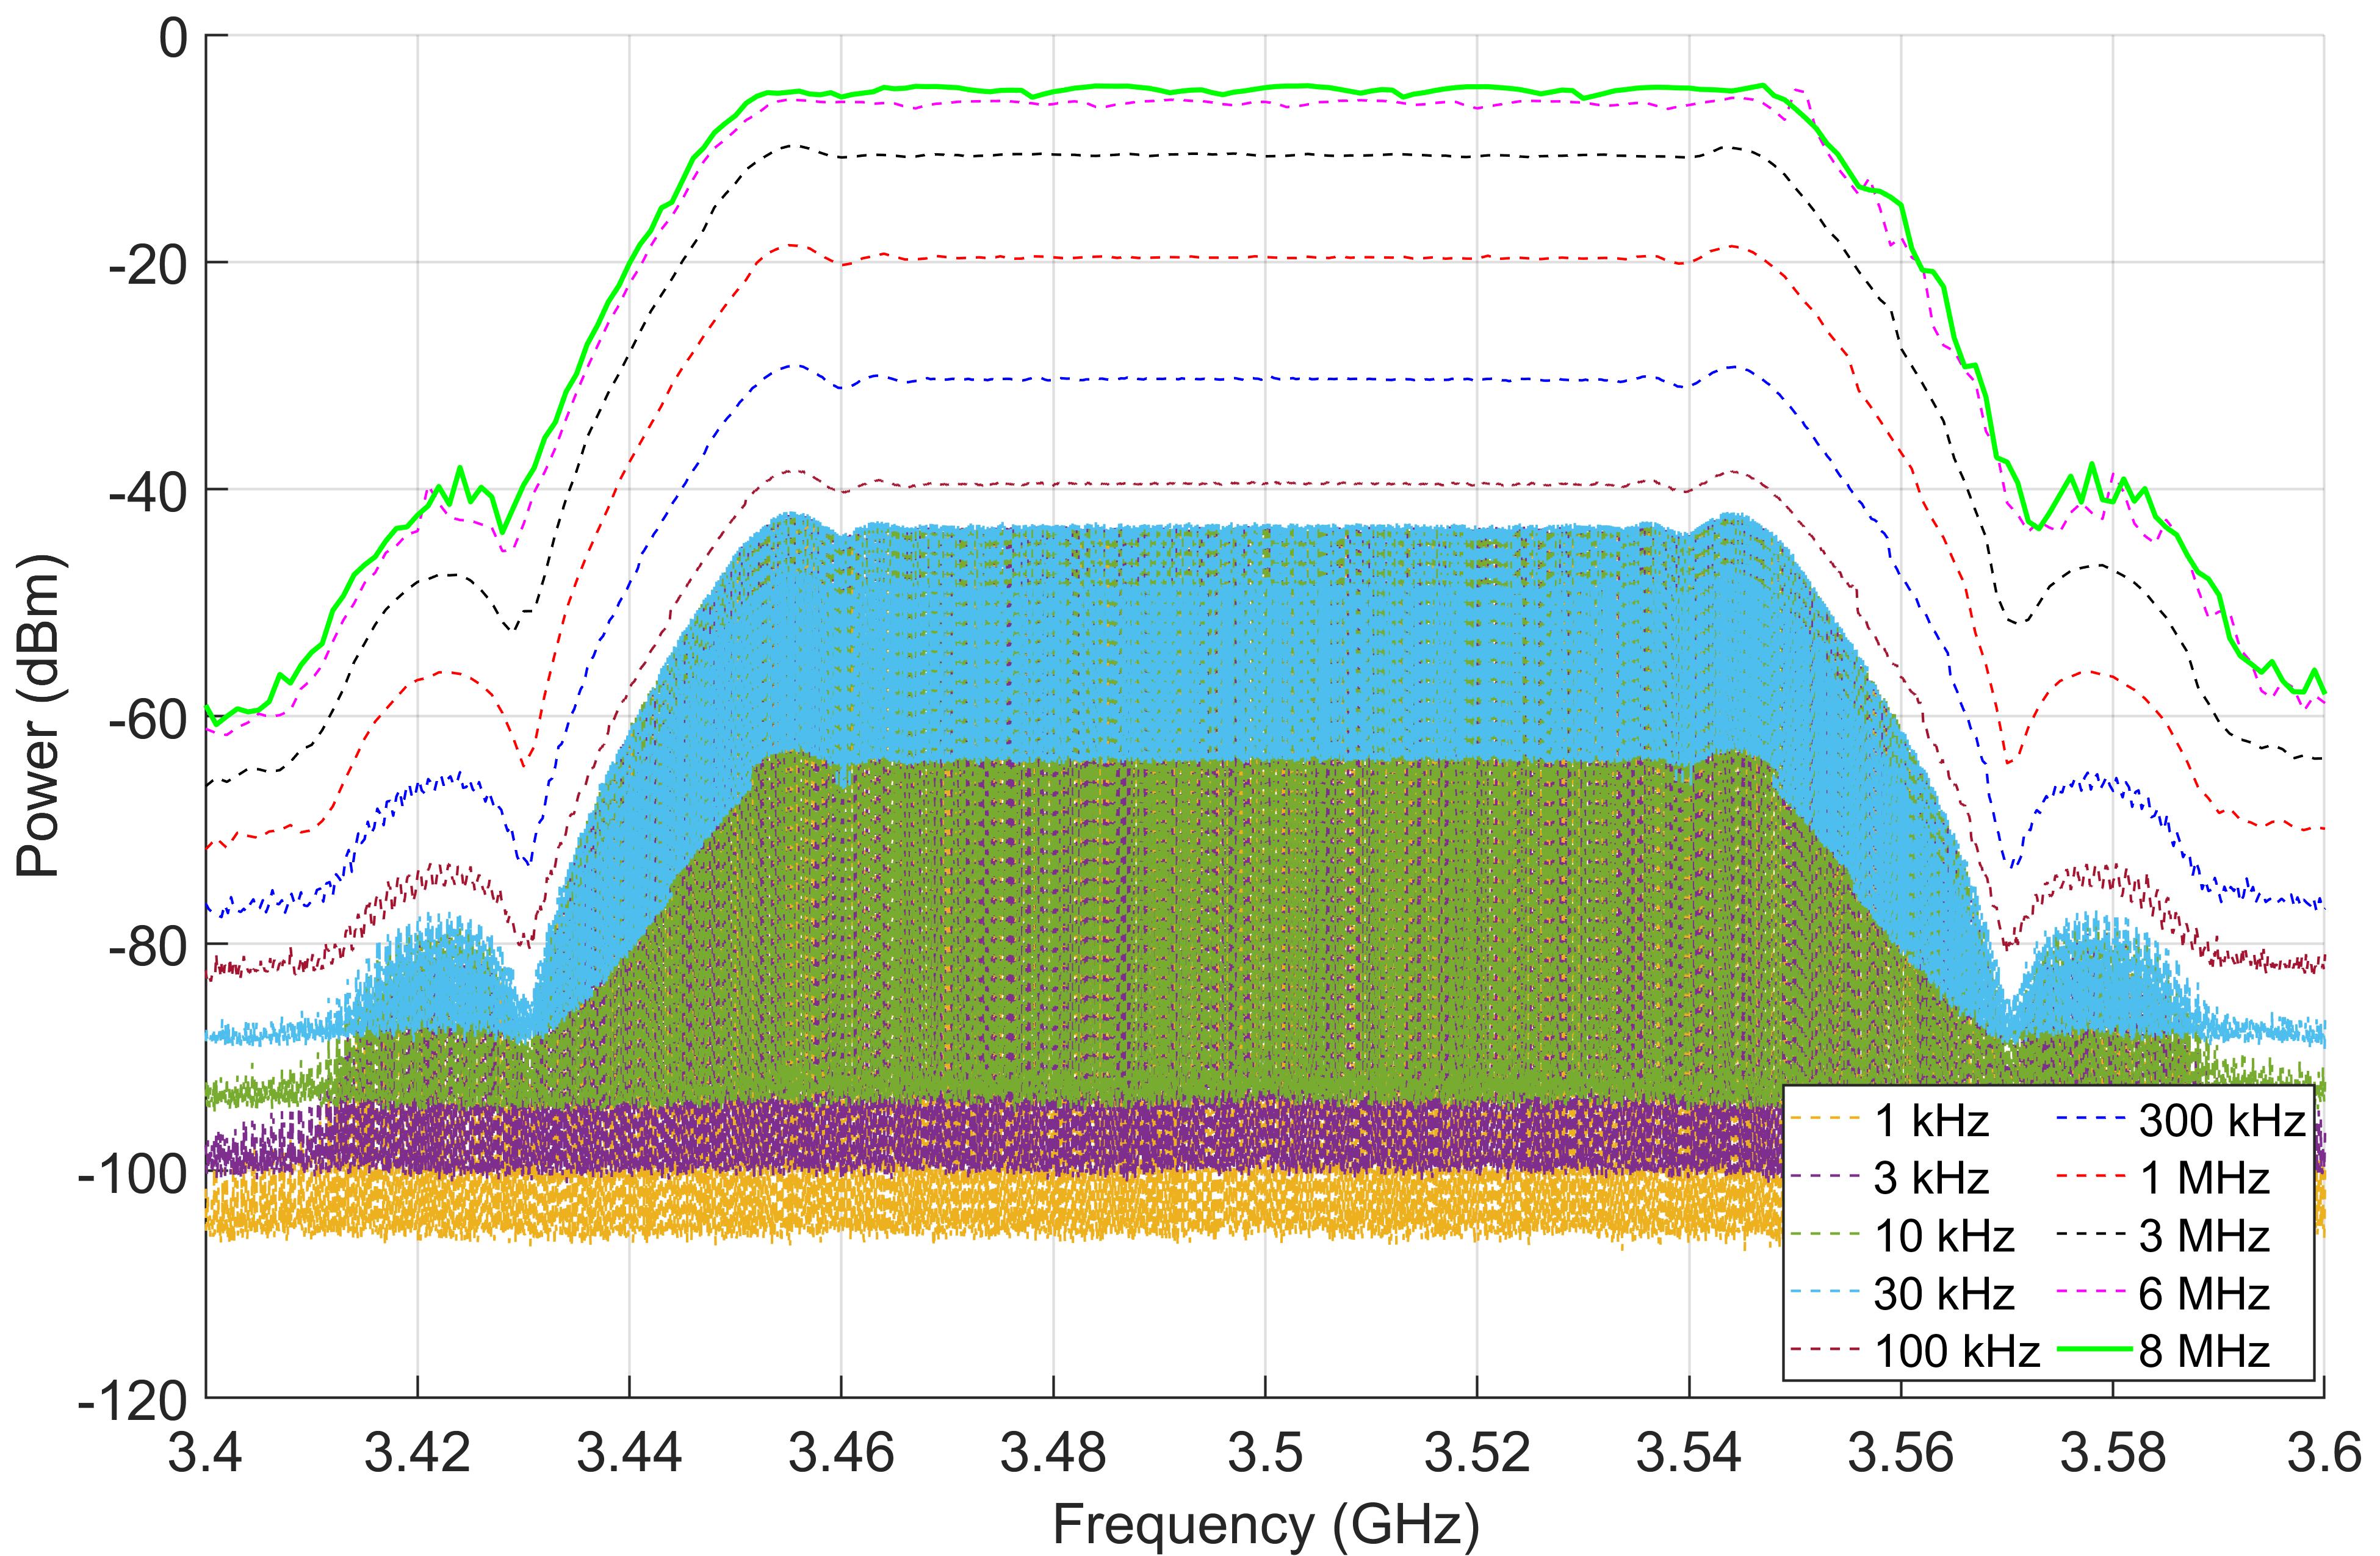 0
-20
-40
-60
-80
-100
-120
Power (dBm)
3.4 3.42 3.44 3.46 3.48 3.5 3.52 3.54 3.56 3.58 3.6
Frequency (GHz)
1 kHz 300 kHz
3 kHz 1 MHz
10 kHz 3 MHz
30 kHz 6 MHz
100 kHz 8 MHz